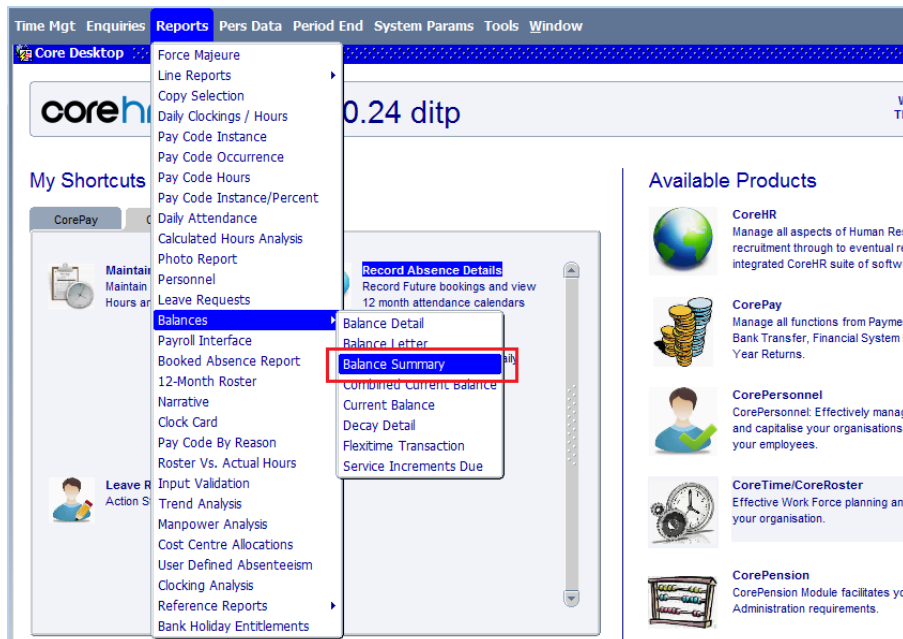 Time Mgt Enquiries Reports Pers Data Period End System Params Tools Window
Core Desktop
Force Majeure
Line Reports
Copy Selection
Daily Clockings / Hours
Pay Code Instance
Pay Code Occurrence
Pay Code Hours
Pay Code Instance/Percent
Daily Attendance
Calculated Hours Analysis
Photo Report
Personnel
Leave Requests
Balances
Payroll Interface
Booked Absence Report
12-Month Roster
Narrative
Clock Card
Pay Code By Reason
Roster Vs. Actual Hours
Input Validation
Trend Analysis
Manpower Analysis
Cost Centre Allocations
User Defined Absenteeism
Clocking Analysis
Reference Reports
Bank Holiday Entitlements
Balance Detail
Balance Letter
Balance Summary
Combined Current Balance
Current Balance
Decay Detail
Flexitime Transaction
Service Increments Due
0.24 ditp
My Shortcuts
CorePay
Maintain
Hours
Record Absence Details
Record Future bookings and view
12 month attendance calendars
Leave
Action
Available Products
CoreHR
Manage all aspects of Human
recruitment through to eventual
integrated CoreHR suite of
CorePay
Manage all functions from
Bank Transfer, Financial System
Year Returns.
CorePersonnel
CorePersonnel: Effectively
and capitalise your organisations
your employees.
CoreTime/CoreRoster
Effective Work Force planning
your organisation.
CorePension
CorePension Module facilitates
Administration requirements.